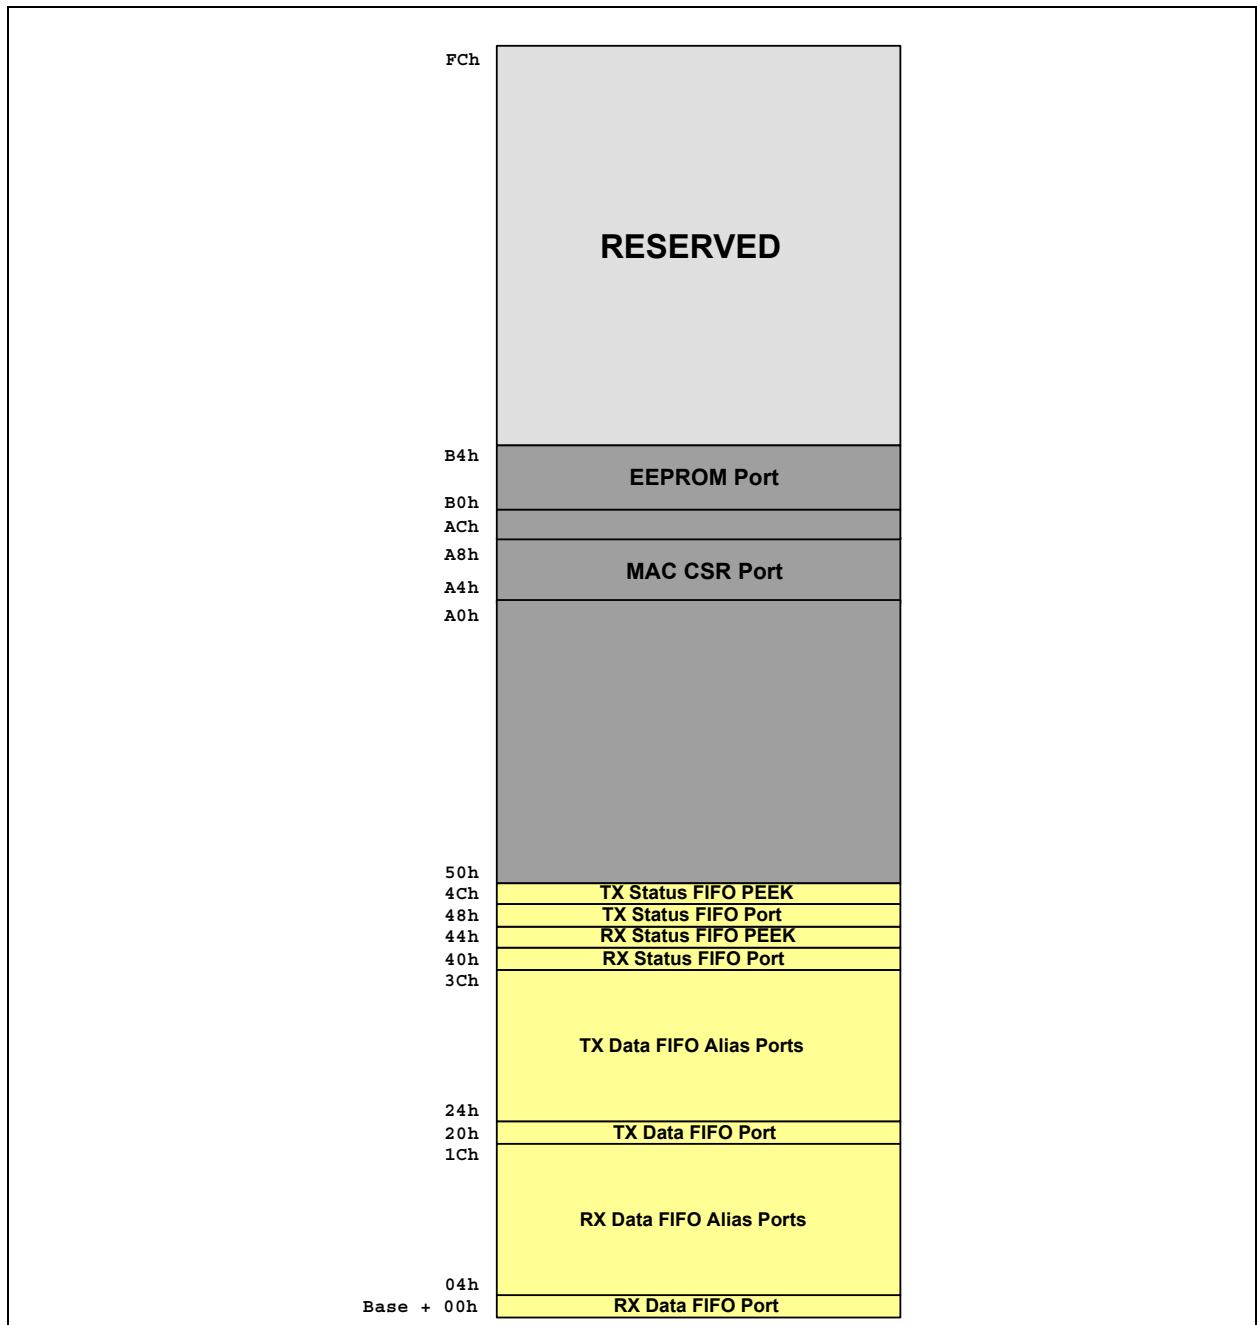 FCh
RESERVED
B4h
EEPROM Port
B0h
ACh
A8h
MAC CSR Port
A4h
A0h
50h
4Ch TX Status FIFO PEEK
48h TX Status FIFO Port
44h RX Status FIFO PEEK
40h RX Status FIFO Port
3Ch
TX Data FIFO Alias Ports
24h
20h TX Data FIFO Port
1Ch
RX Data FIFO Alias Ports
04h
Base + 00h RX Data FIFO Port